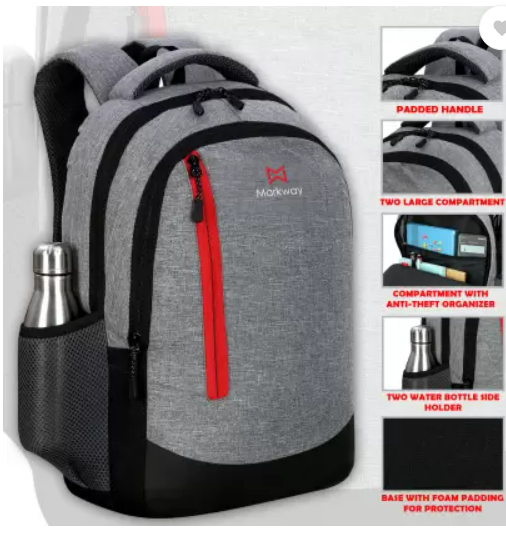 Markway
PADDED HANDLE
TWO LARGE COMPARTMENT
COMPARTMENT WITH
ANTI-THEFT ORGANIZER
TWO WATER BOTTLE SIDE
HOLDER
BASE WITH FOAM PADDING
FOR PROTECTION